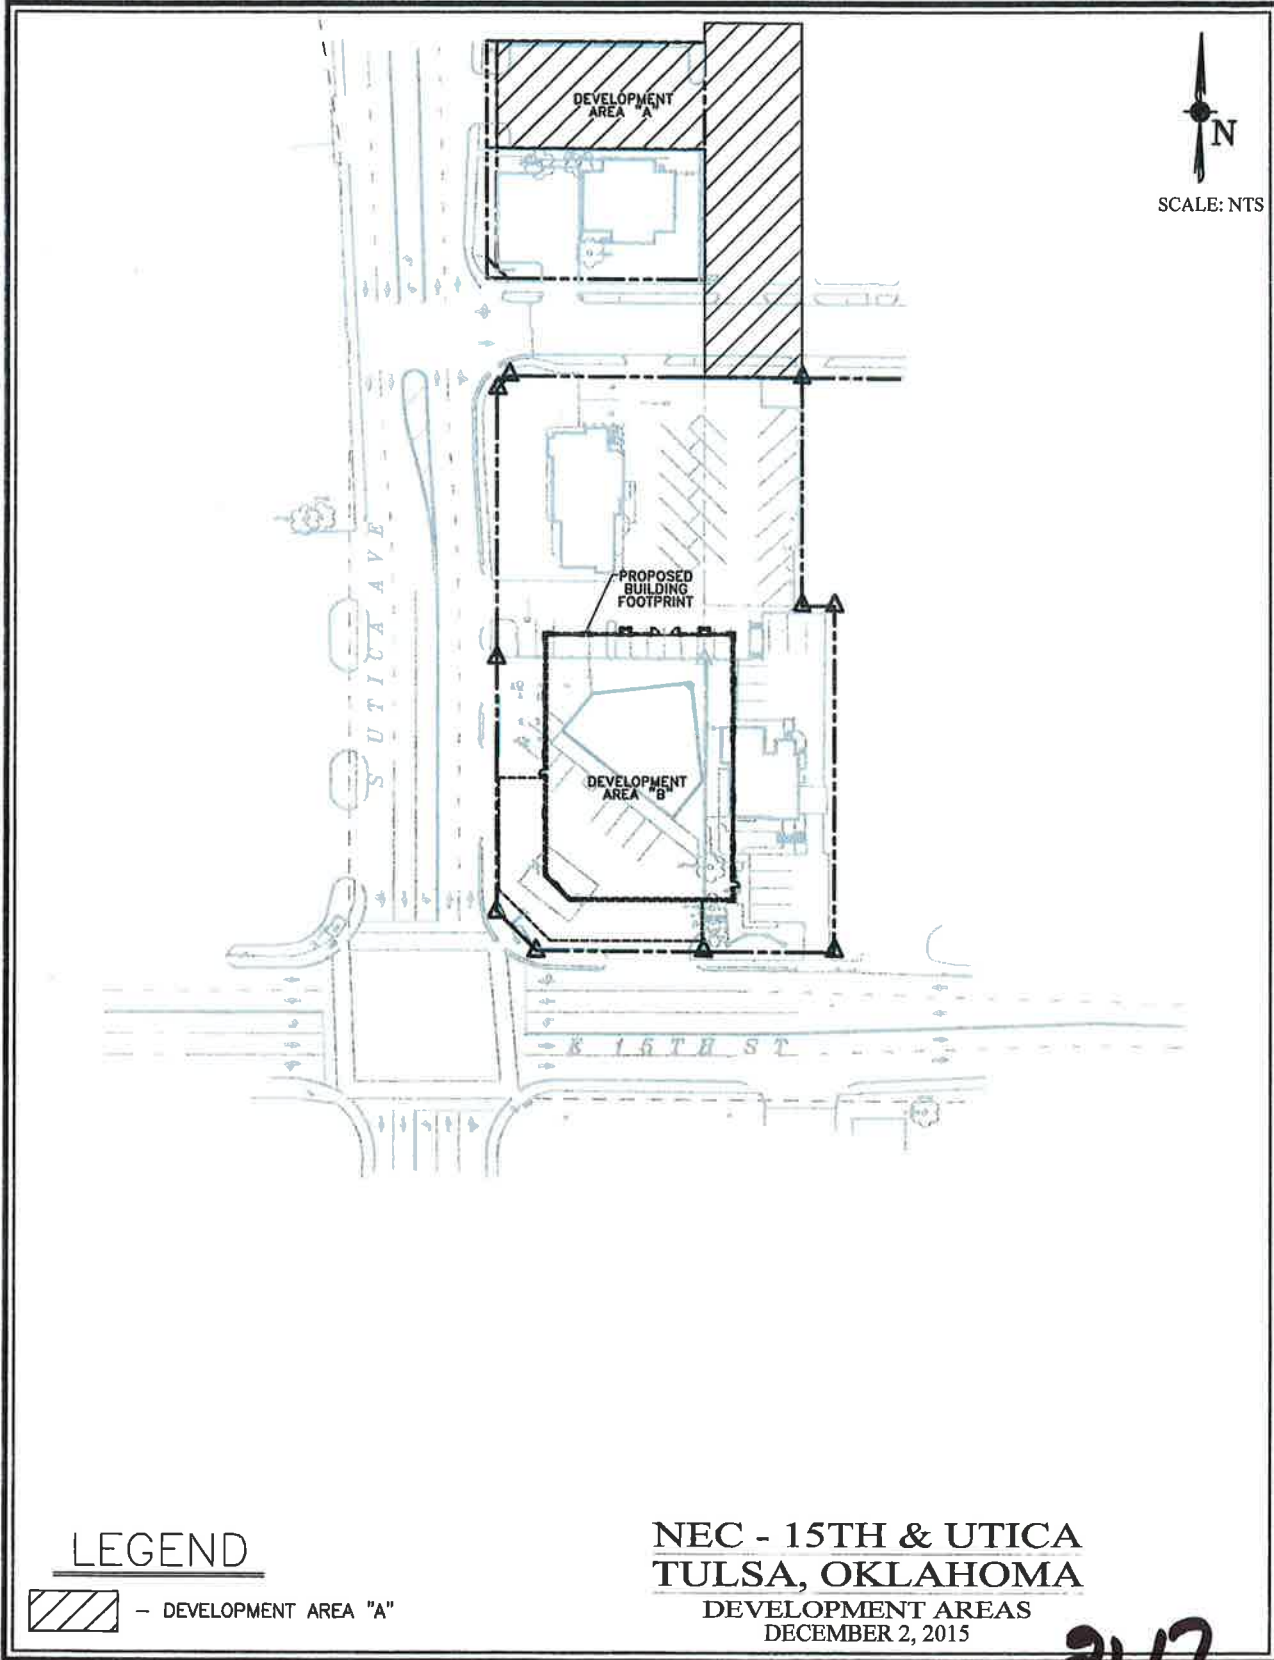 DEVELOPMENT
AREA "A"
N
SCALE: NTS
PROPOSED
BUILDING
FOOTPRINT
S UTICA AVE
DEVELOPMENT
AREA "B"
E 15TH ST
LEGEND
– DEVELOPMENT AREA "A"
NEC - 15TH & UTICA
TULSA, OKLAHOMA
DEVELOPMENT AREAS
DECEMBER 2, 2015